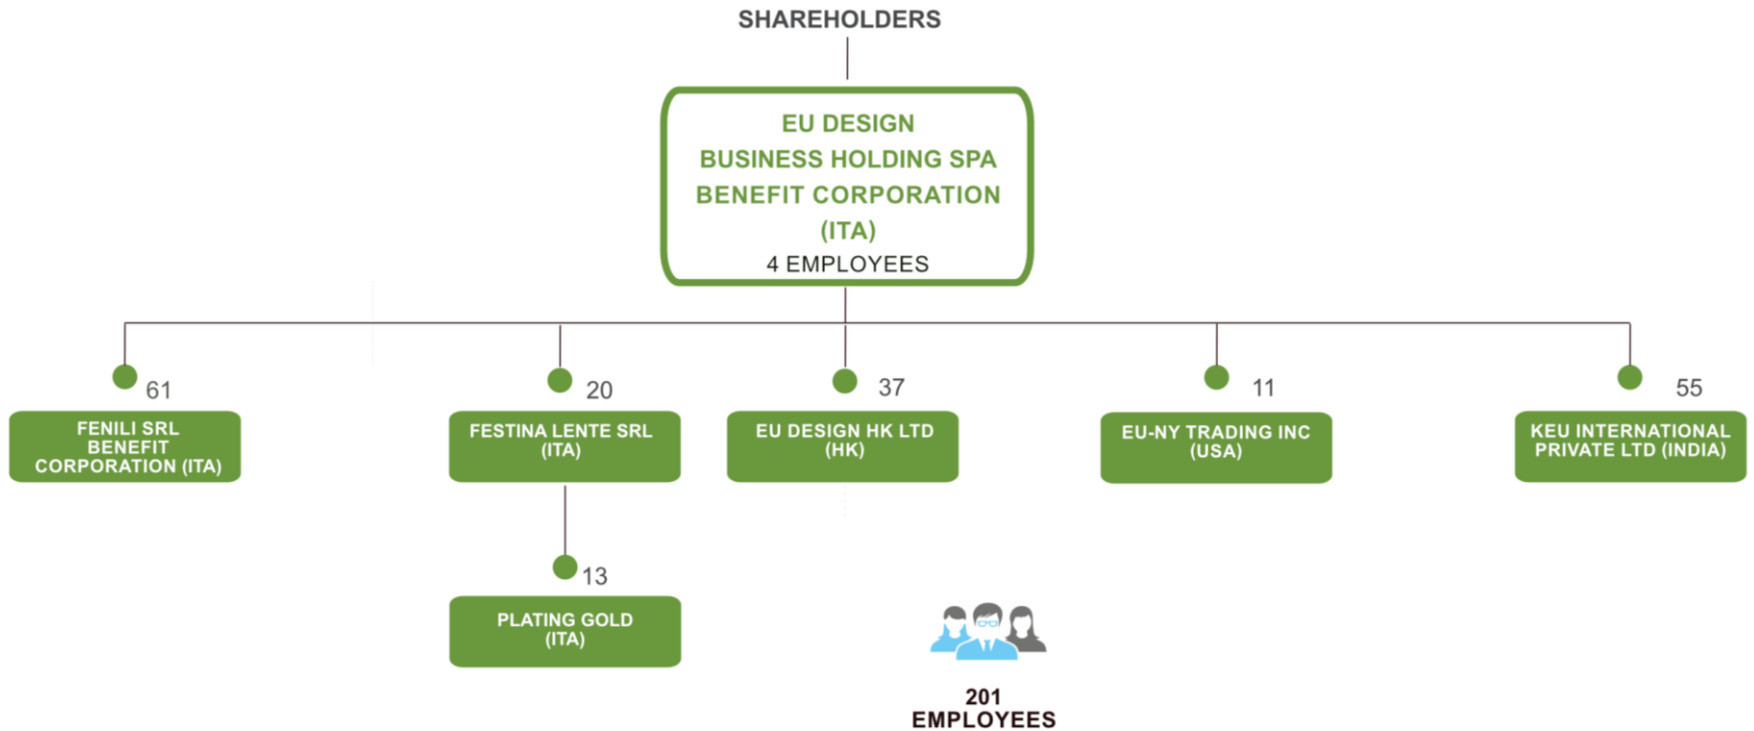 SHAREHOLDERS
EU DESIGN
BUSINESS HOLDING SPA
BENEFIT CORPORATION
(ITA)
4 EMPLOYEES
61
FENILI SRL
BENEFIT
CORPORATION (ITA)
20
FESTINA LENTE SRL
(ITA)
37
EU DESIGN HK LTD
(HK)
11
EU-NY TRADING INC
(USA)
55
KEU INTERNATIONAL
PRIVATE LTD (INDIA)
13
PLATING GOLD
(ITA)
201
EMPLOYEES